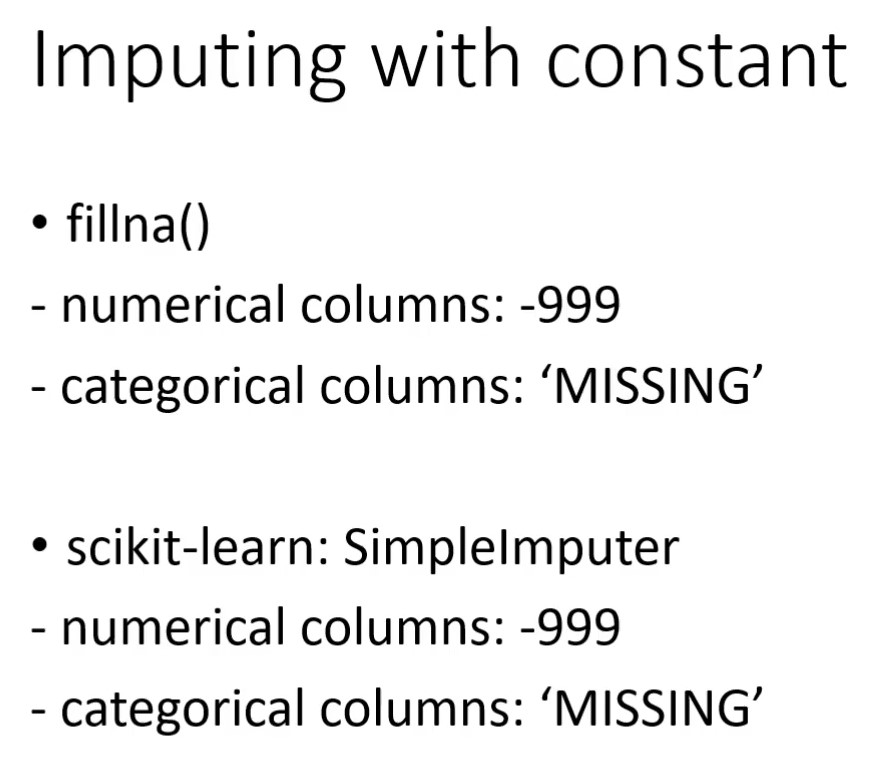 Imputing with constant
• fillna()
- numerical columns: -999
- categorical columns: ‘MISSING’
• scikit-learn: SimpleImputer
- numerical columns: -999
- categorical columns: ‘MISSING’